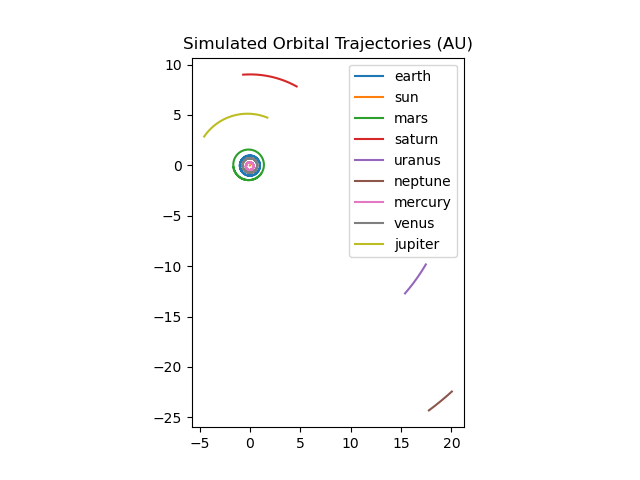 Simulated Orbital Trajectories (AU)
10
5
0
−5
−10
−15
−20
−25
−5 0 5 10 15 20
earth
sun
mars
saturn
uranus
neptune
mercury
venus
jupiter